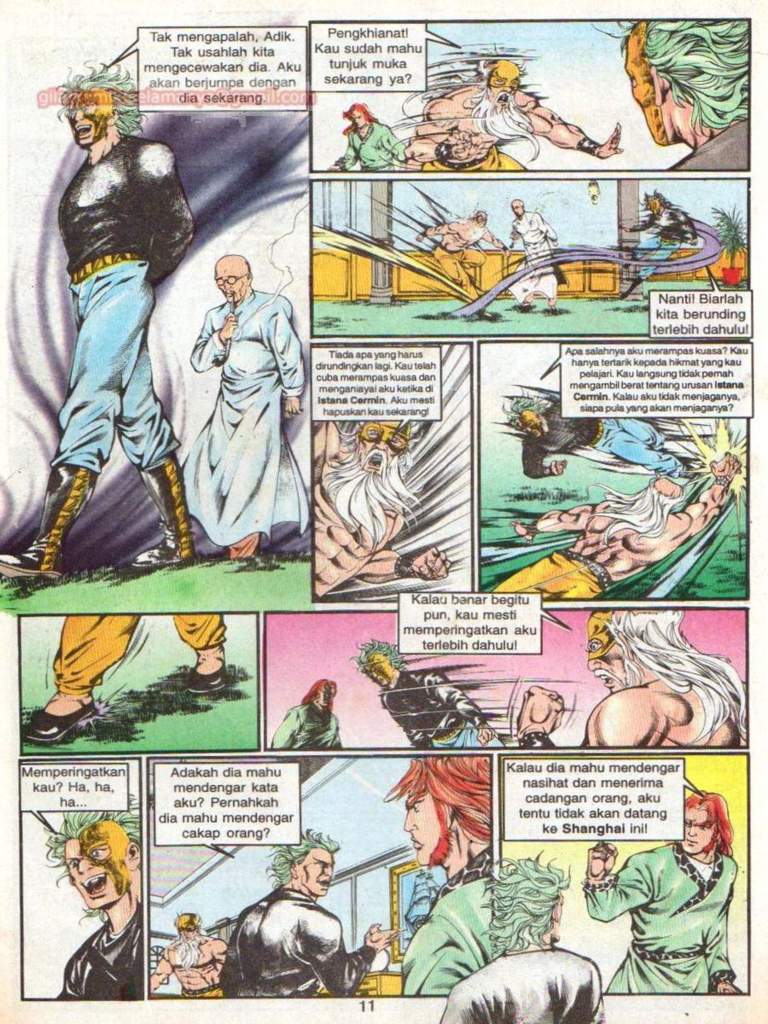 Tak mengapalah, Adik.
Tak usahlah kita
mengecewakan dia. Aku
akan berjumpa dengan
dia sekarang.
Pengkhianat!
Kau sudah mahu
tunjuk muka
sekarang ya?
Nanti! Biarlah
kita berunding
terlebih dahulu!
Tiada apa yang harus
dirundingkan lagi. Kau telah
cuba merampas kuasa dan
menganiayai aku ketika di
Istana Cermin. Aku mesti
hapuskan kau sekarang!
Apa salahnya aku merampas kuasa? Kau
hanya tertarik kepada hikmat yang kau
pelajari. Kau langsung tidak pernah
mengambil berat tentang urusan Istana
Cermin. Kalau aku tidak menjaganya,
siapa pula yang akan menjaganya?
Kalau benar begitu
pun, kau mesti
memperingatkan aku
terlebih dahulu!
Memperingatkan
kau? Ha, ha,
ha...
Adakah dia mahu
mendengar kata
aku? Pernahkah
dia mahu mendengar
cakap orang?
Kalau dia mahu mendengar
nasihat dan menerima
cadangan orang, aku
tentu tidak akan datang
ke Shanghai ini!
11